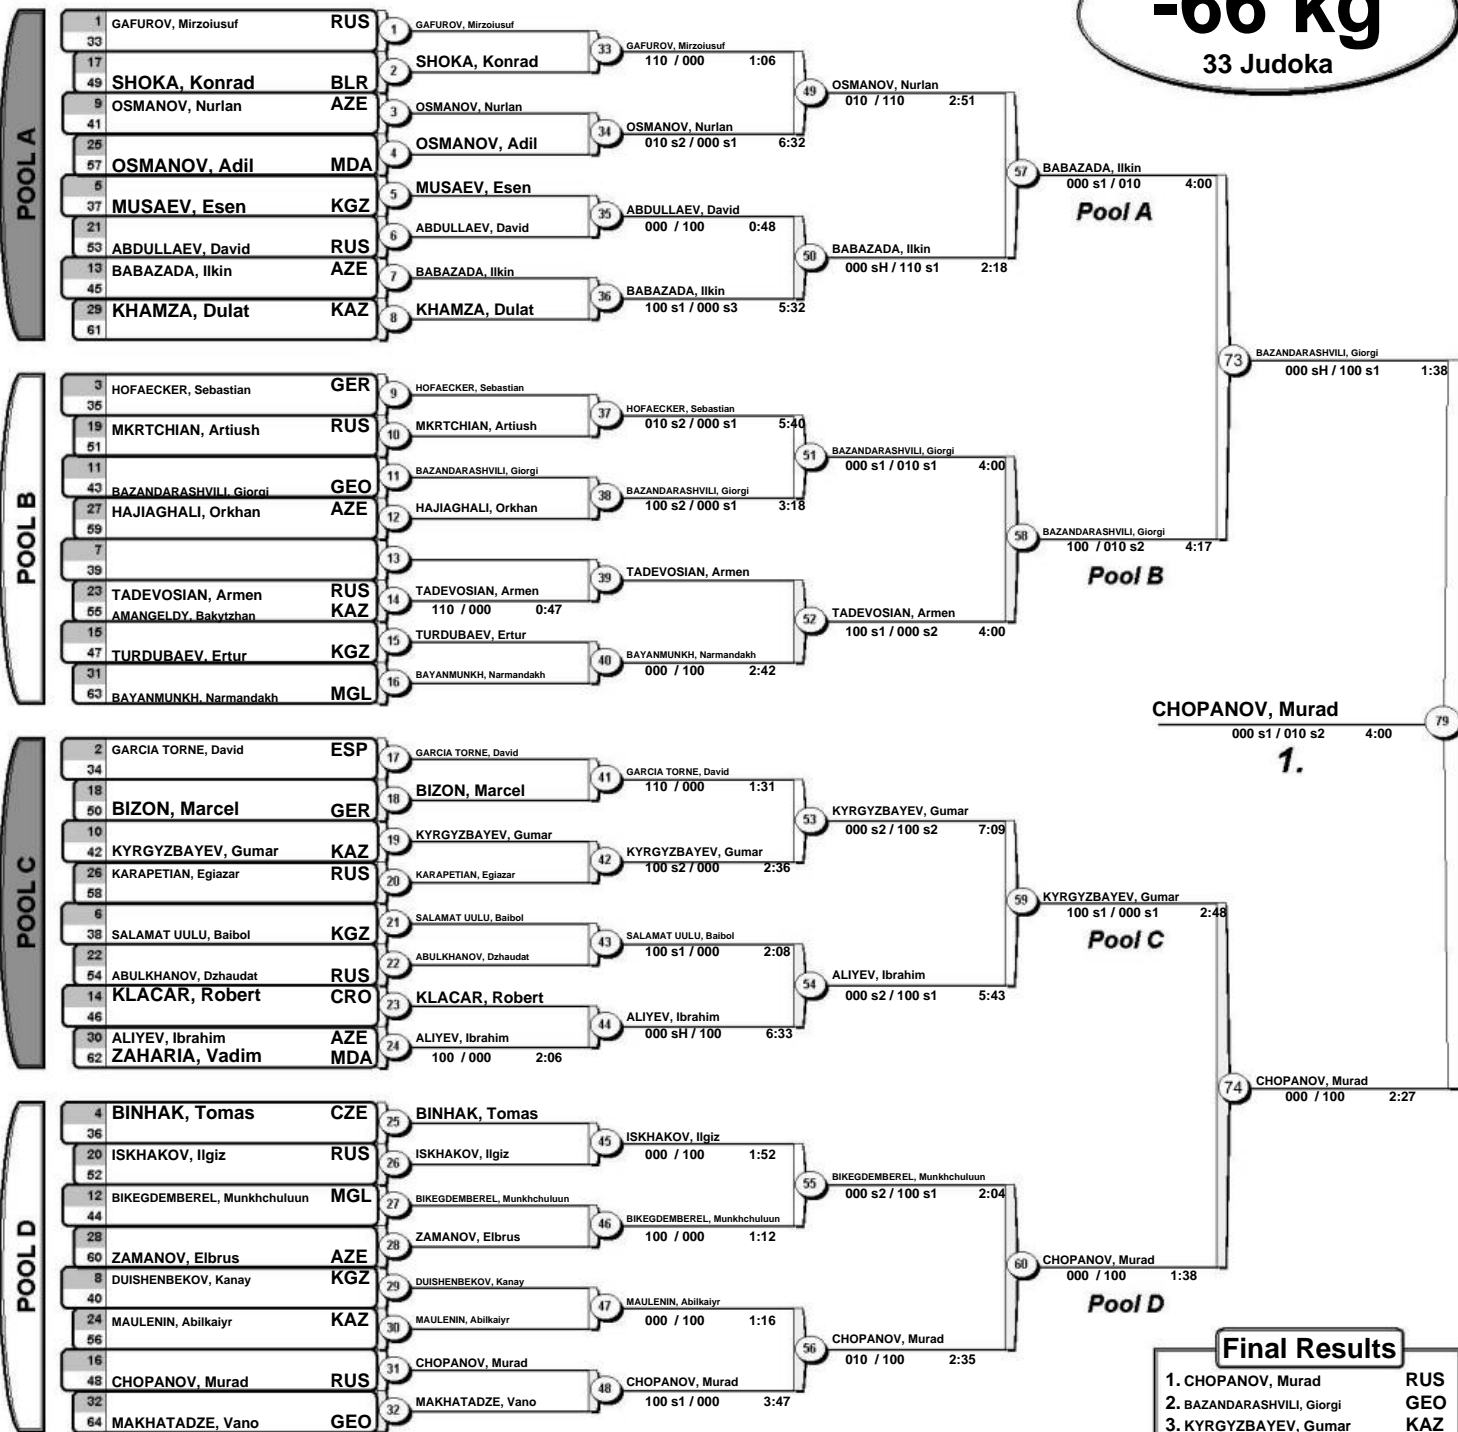 -66 kg
33 Judoka
POOL A
1 GAFUROV, Mirzoiusuf RUS
33
17
49 SHOKA, Konrad BLR
9 OSMANOV, Nurlan AZE
41
25
57 OSMANOV, Adil MDA
5
37 MUSAEV, Esen KGZ
21
53 ABDULLAEV, David RUS
13 BABAZADA, Ilkin AZE
45
29 KHAMZA, Dulat KAZ
61
1 GAFUROV, Mirzoiusuf
2 SHOKA, Konrad
3 OSMANOV, Nurlan
4 OSMANOV, Adil
5 MUSAEV, Esen
6 ABDULLAEV, David
7 BABAZADA, Ilkin
8 KHAMZA, Dulat
33 GAFUROV, Mirzoiusuf
110 / 000 1:06
34 OSMANOV, Nurlan
010 s2 / 000 s1 6:32
35 ABDULLAEV, David
000 / 100 0:48
36 BABAZADA, Ilkin
100 s1 / 000 s3 5:32
49 OSMANOV, Nurlan
010 / 110 2:51
50 BABAZADA, Ilkin
000 sH / 110 s1 2:18
57 BABAZADA, Ilkin
000 s1 / 010 4:00
Pool A
POOL B
3 HOFAECKER, Sebastian GER
35
19 MKRTCHIAN, Artiush RUS
51
11
43 BAZANDARASHVILI, Giorgi GEO
27 HAJIAGHALI, Orkhan AZE
59
7
39
23 TADEVOSIAN, Armen RUS
55 AMANGELDY, Bakytzhan KAZ
15
47 TURDUBAEV, Ertur KGZ
31
63 BAYANMUNKH, Narmandakh MGL
9 HOFAECKER, Sebastian
10 MKRTCHIAN, Artiush
11 BAZANDARASHVILI, Giorgi
12 HAJIAGHALI, Orkhan
13
14 TADEVOSIAN, Armen
110 / 000 0:47
15 TURDUBAEV, Ertur
16 BAYANMUNKH, Narmandakh
37 HOFAECKER, Sebastian
010 s2 / 000 s1 5:40
38 BAZANDARASHVILI, Giorgi
100 s2 / 000 s1 3:18
39 TADEVOSIAN, Armen
40 BAYANMUNKH, Narmandakh
000 / 100 2:42
51 BAZANDARASHVILI, Giorgi
000 s1 / 010 s1 4:00
52 TADEVOSIAN, Armen
100 s1 / 000 s2 4:00
58 BAZANDARASHVILI, Giorgi
100 / 010 s2 4:17
Pool B
73 BAZANDARASHVILI, Giorgi
000 sH / 100 s1 1:38
CHOPANOV, Murad 79
000 s1 / 010 s2 4:00
1.
POOL C
2 GARCIA TORNE, David ESP
34
18
50 BIZON, Marcel GER
10
42 KYRGYZBAYEV, Gumar KAZ
26 KARAPETIAN, Egiazar RUS
58
6
38 SALAMAT UULU, Baibol KGZ
22
54 ABULKHANOV, Dzhaudat RUS
14 KLACAR, Robert CRO
46
30 ALIYEV, Ibrahim AZE
62 ZAHARIA, Vadim MDA
17 GARCIA TORNE, David
18 BIZON, Marcel
19 KYRGYZBAYEV, Gumar
20 KARAPETIAN, Egiazar
21 SALAMAT UULU, Baibol
22 ABULKHANOV, Dzhaudat
23 KLACAR, Robert
24 ALIYEV, Ibrahim
100 / 000 2:06
41 GARCIA TORNE, David
110 / 000 1:31
42 KYRGYZBAYEV, Gumar
100 s2 / 000 2:36
43 SALAMAT UULU, Baibol
100 s1 / 000 2:08
44 ALIYEV, Ibrahim
000 sH / 100 6:33
53 KYRGYZBAYEV, Gumar
000 s2 / 100 s2 7:09
54 ALIYEV, Ibrahim
000 s2 / 100 s1 5:43
59 KYRGYZBAYEV, Gumar
100 s1 / 000 s1 2:48
Pool C
POOL D
4 BINHAK, Tomas CZE
36
20 ISKHAKOV, Ilgiz RUS
52
12 BIKEGDEMBEREL, Munkhchuluun MGL
44
28
60 ZAMANOV, Elbrus AZE
8 DUISHENBEKOV, Kanay KGZ
40
24 MAULENIN, Abilkaiyr KAZ
56
16
48 CHOPANOV, Murad RUS
32
64 MAKHATADZE, Vano GEO
25 BINHAK, Tomas
26 ISKHAKOV, Ilgiz
27 BIKEGDEMBEREL, Munkhchuluun
28 ZAMANOV, Elbrus
29 DUISHENBEKOV, Kanay
30 MAULENIN, Abilkaiyr
31 CHOPANOV, Murad
32 MAKHATADZE, Vano
45 ISKHAKOV, Ilgiz
000 / 100 1:52
46 BIKEGDEMBEREL, Munkhchuluun
100 / 000 1:12
47 MAULENIN, Abilkaiyr
000 / 100 1:16
48 CHOPANOV, Murad
100 s1 / 000 3:47
55 BIKEGDEMBEREL, Munkhchuluun
000 s2 / 100 s1 2:04
56 CHOPANOV, Murad
010 / 100 2:35
60 CHOPANOV, Murad
000 / 100 1:38
Pool D
74 CHOPANOV, Murad
000 / 100 2:27
Final Results
1. CHOPANOV, Murad RUS
2. BAZANDARASHVILI, Giorgi GEO
3. KYRGYZBAYEV, Gumar KAZ